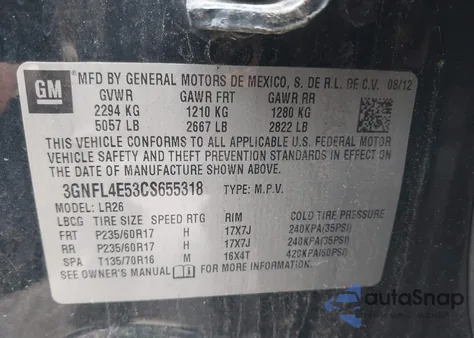 GM MFD BY GENERAL MOTORS DE MEXICO, S. DE R.L. DE C.V. 08/12
GVWR GAWR FRT GAWR RR
2294 KG 1210 KG 1280 KG
5057 LB 2667 LB 2822 LB
THIS VEHICLE CONFORMS TO ALL APPLICABLE U.S. FEDERAL MOTOR
VEHICLE SAFETY AND THEFT PREVENTION STANDARDS IN EFFECT ON
THE DATE OF MANUFACTURE SHOWN ABOVE.
3GNFL4E53CS655318 TYPE: M.P.V.
MODEL: LR26
LBCG TIRE SIZE SPEED RTG RIM COLD TIRE PRESSURE
FRT P235/60R17 H 17X7J 240KPA(35PSI)
RR P235/60R17 H 17X7J 240KPA(35PSI)
SPA T135/70R16 M 16X4T 420KPA(60PSI)
SEE OWNER'S MANUAL FOR MORE INFORMATION.
autoSnap